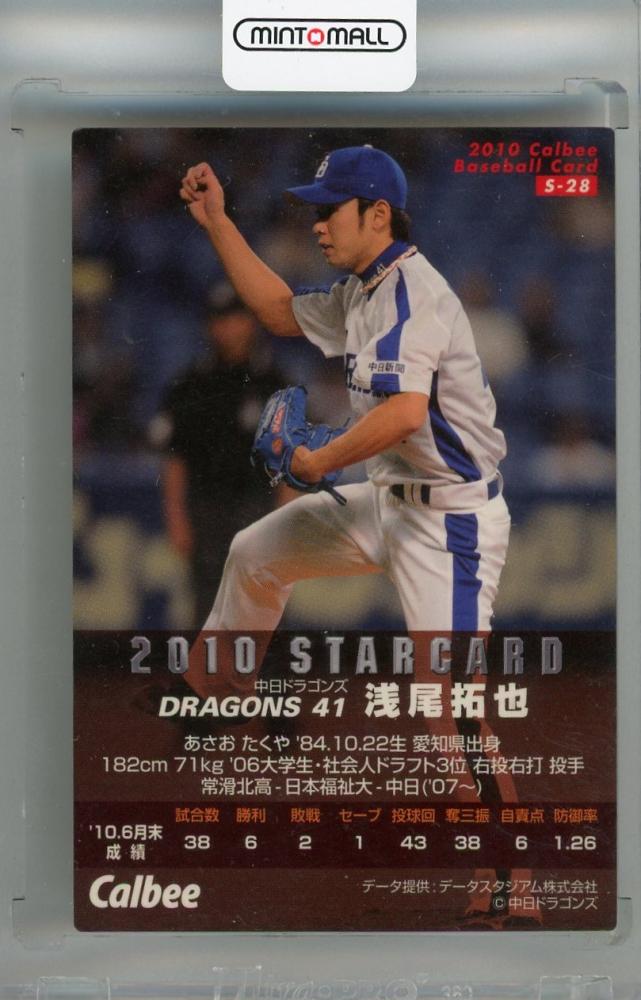 MINTOMALL
2010 Calbee
Baseball Card
S-28
中日新聞
2010 STARCARD
中日ドラゴンズ
DRAGONS 41 浅尾拓也
あさお たくや '84.10.22生 愛知県出身
182cm 71kg '06大学生・社会人ドラフト3位 右投右打 投手
常滑北高-日本福祉大-中日('07〜)
試合数 勝利 敗戦 セーブ 投球回 奪三振 自責点 防御率
'10.6月末成績 38 6 2 1 43 38 6 1.26
Calbee
データ提供:データスタジアム株式会社
©中日ドラゴンズ